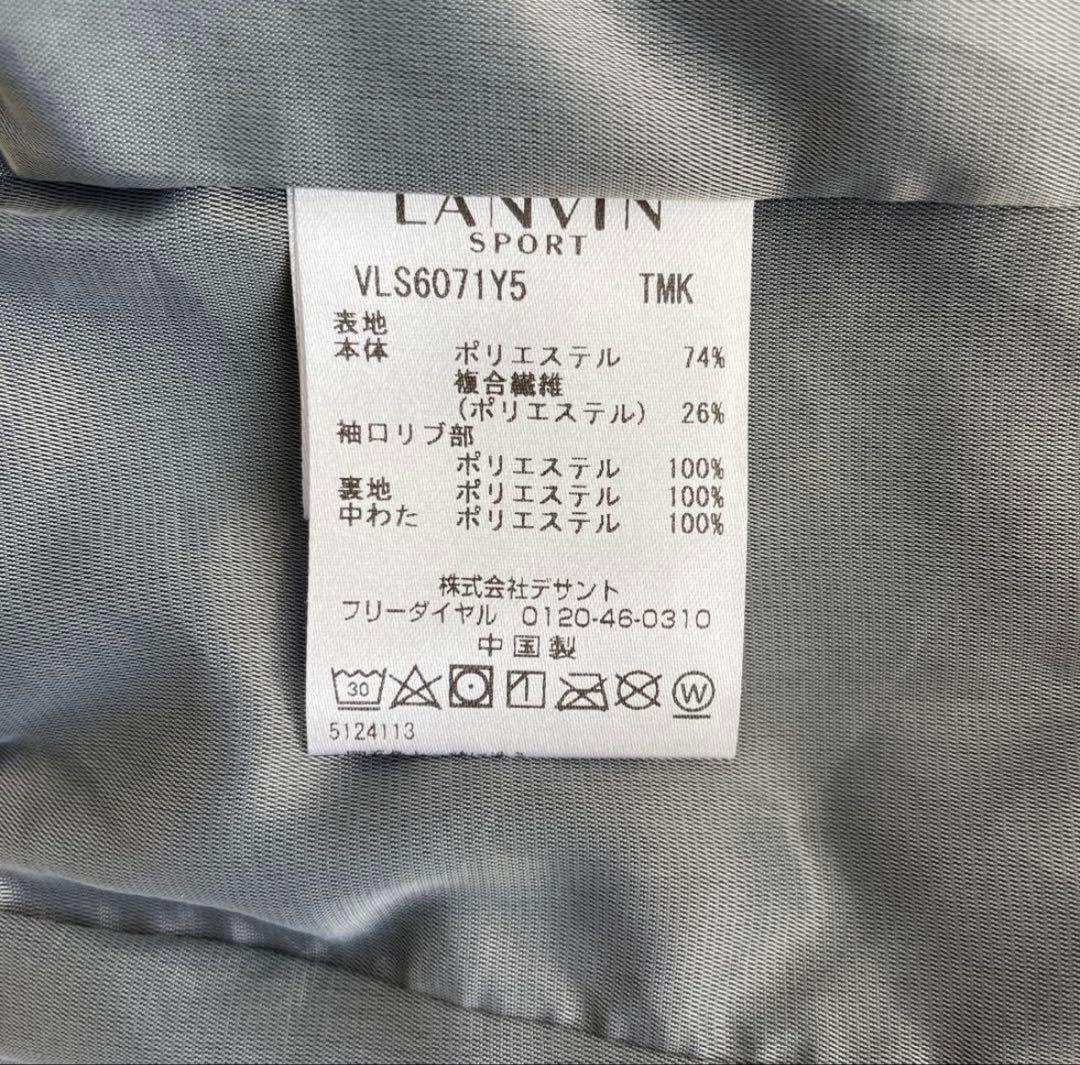 LANVIN
SPORT
VLS6071Y5 TMK
表地
本体 ポリエステル 74%
複合繊維
(ポリエステル) 26%
袖口リブ部
ポリエステル 100%
裏地 ポリエステル 100%
中わた ポリエステル 100%
株式会社デサント
フリーダイヤル 0120-46-0310
中国製
30 W
5124113